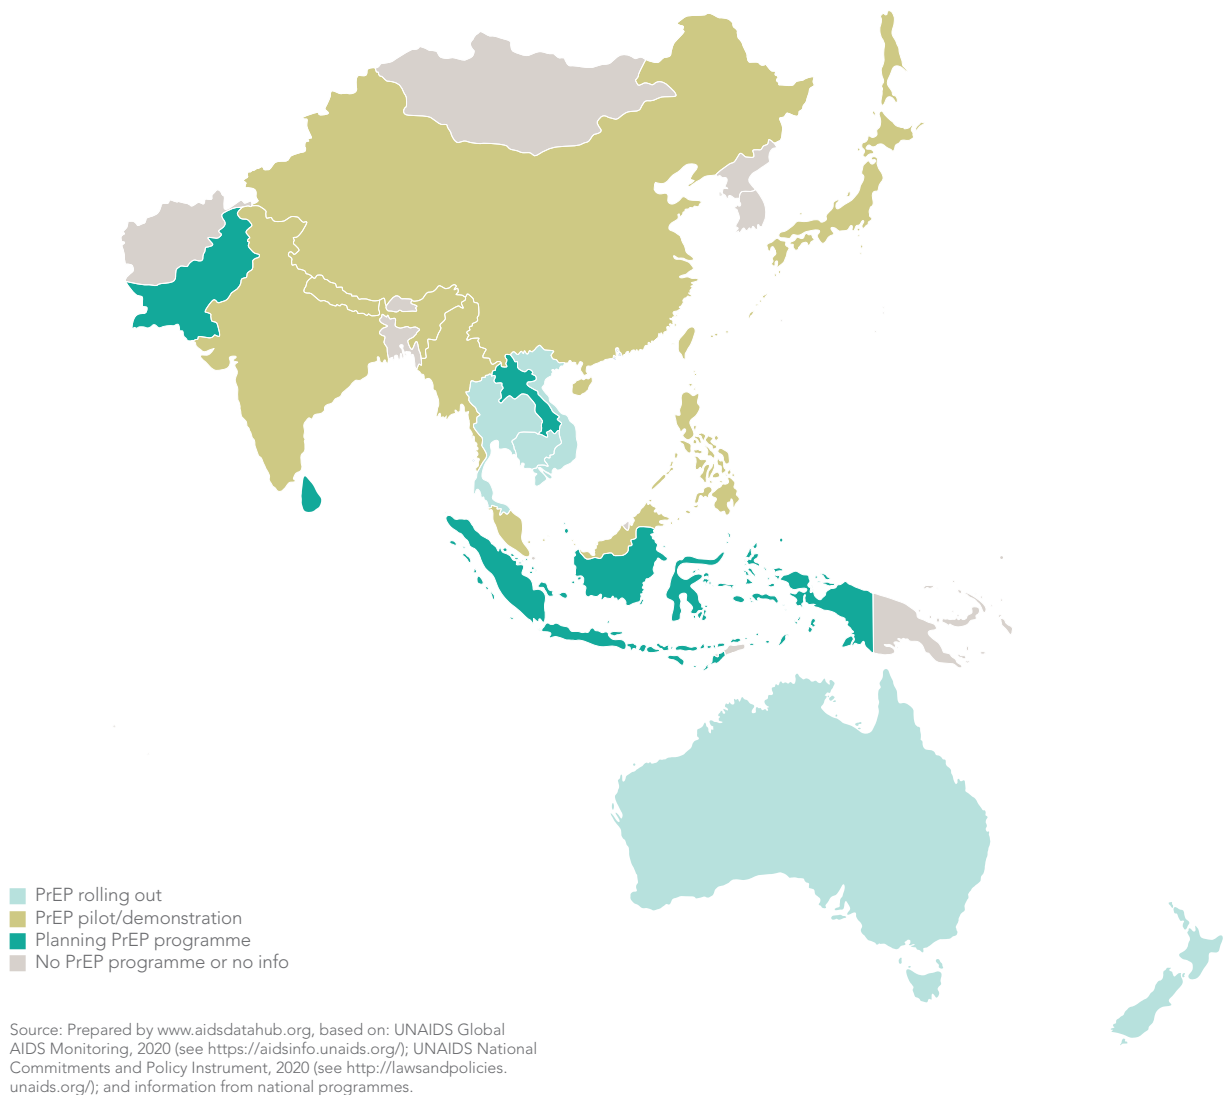 PrEP rolling out
PrEP pilot/demonstration
Planning PrEP programme
No PrEP programme or no info
Source: Prepared by www.aidsdatahub.org, based on: UNAIDS Global
AIDS Monitoring, 2020 (see https://aidsinfo.unaids.org/); UNAIDS National
Commitments and Policy Instrument, 2020 (see http://lawsandpolicies.
unaids.org/); and information from national programmes.